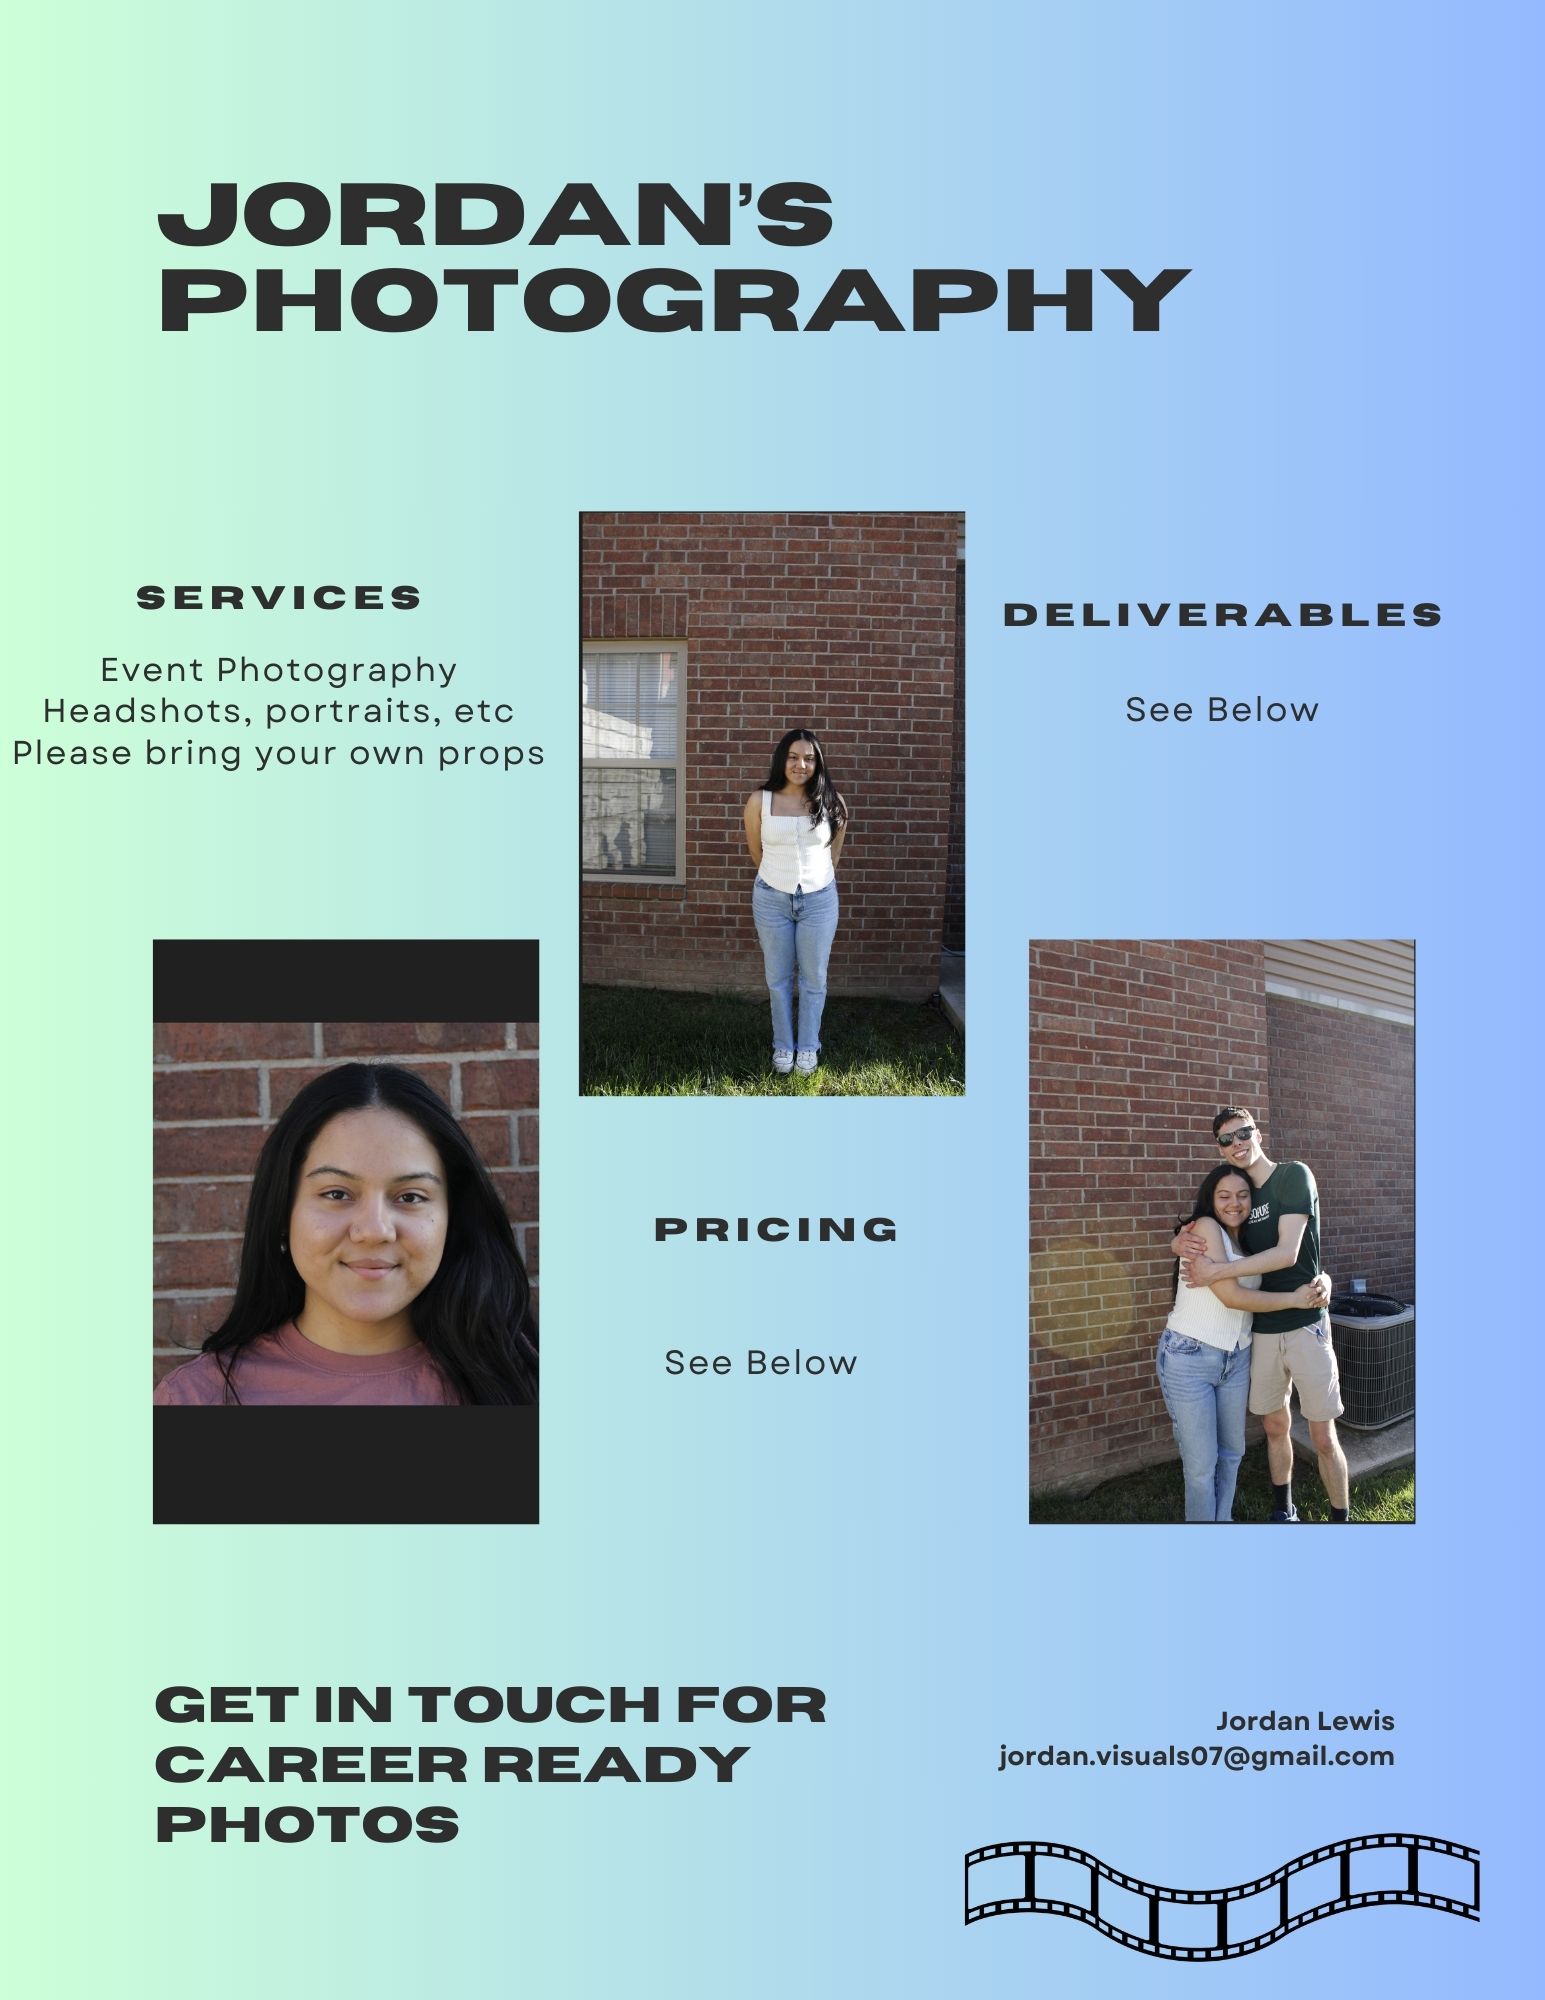 JORDAN'S
PHOTOGRAPHY
SERVICES
Event Photography
Headshots, portraits, etc
Please bring your own props
DELIVERABLES
See Below
PRICING
See Below
GET IN TOUCH FOR
CAREER READY
PHOTOS
Jordan Lewis
jordan.visuals07@gmail.com